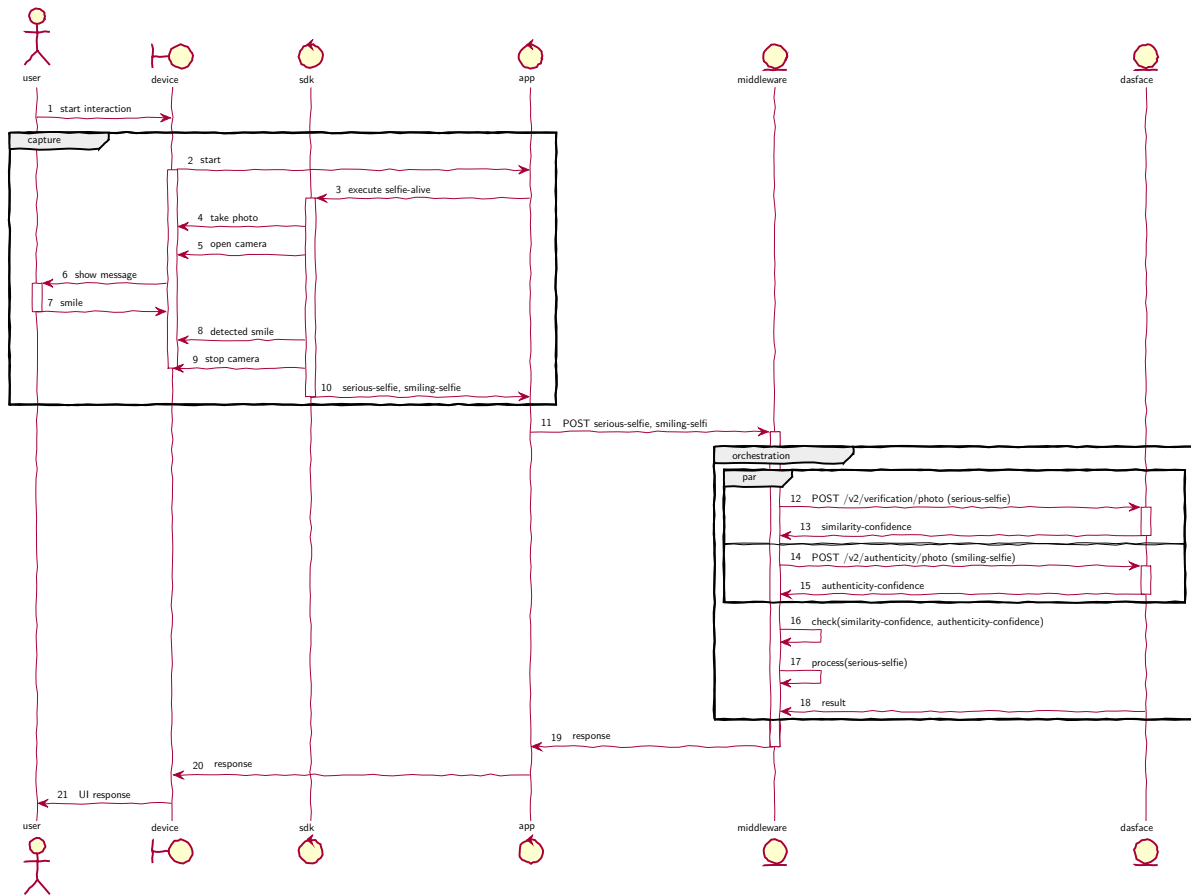 user
device
sdk
app
middleware
dasface
1 start interaction
capture
2 start
3 execute selfie-alive
4 take photo
5 open camera
6 show message
7 smile
8 detected smile
9 stop camera
10 serious-selfie, smiling-selfie
11 POST serious-selfie, smiling-selfi
orchestration
par
12 POST /v2/verification/photo (serious-selfie)
13 similarity-confidence
14 POST /v2/authenticity/photo (smiling-selfie)
15 authenticity-confidence
16 check(similarity-confidence, authenticity-confidence)
17 process(serious-selfie)
18 result
19 response
20 response
21 UI response
user
device
sdk
app
middleware
dasface